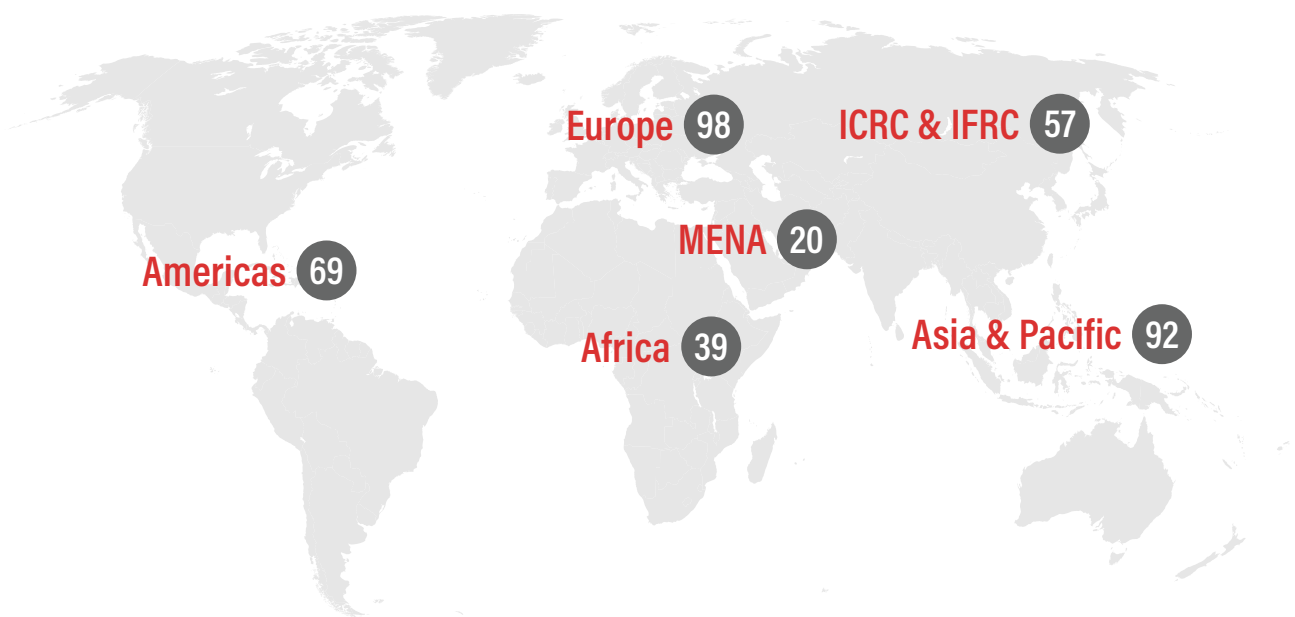 Europe 98
ICRC & IFRC 57
MENA 20
Americas 69
Asia & Pacific 92
Africa 39